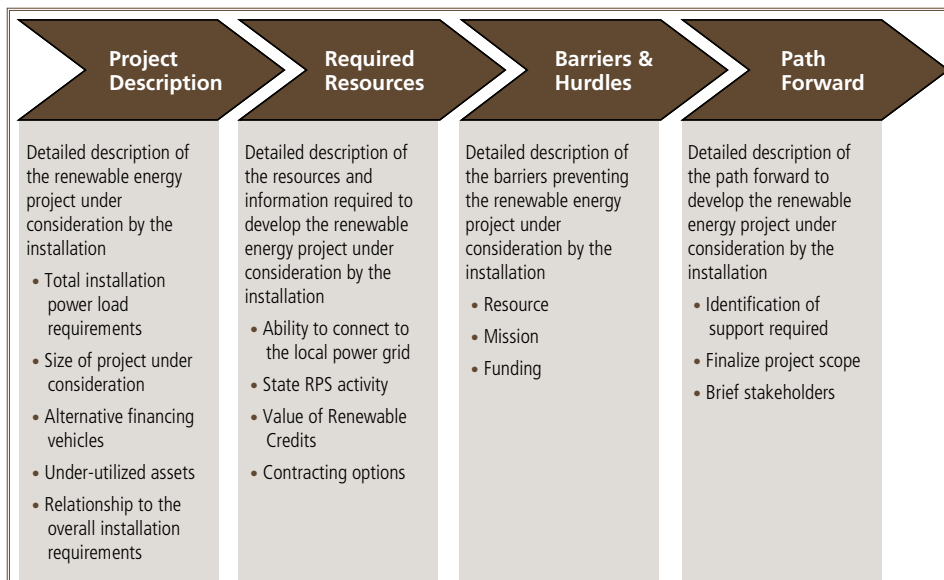 Project
Description
Required
Resources
Barriers &
Hurdles
Path
Forward
Detailed description of
the renewable energy
project under
consideration by the
installation
• Total installation
power load
requirements
• Size of project under
consideration
• Alternative financing
vehicles
• Under-utilized assets
• Relationship to the
overall installation
requirements
Detailed description of
the resources and
information required to
develop the renewable
energy project under
consideration by the
installation
• Ability to connect to
the local power grid
• State RPS activity
• Value of Renewable
Credits
• Contracting options
Detailed description of
the barriers preventing
the renewable energy
project under
consideration by the
installation
• Resource
• Mission
• Funding
Detailed description of
the path forward to
develop the renewable
energy project under
consideration by the
installation
• Identification of
support required
• Finalize project scope
• Brief stakeholders